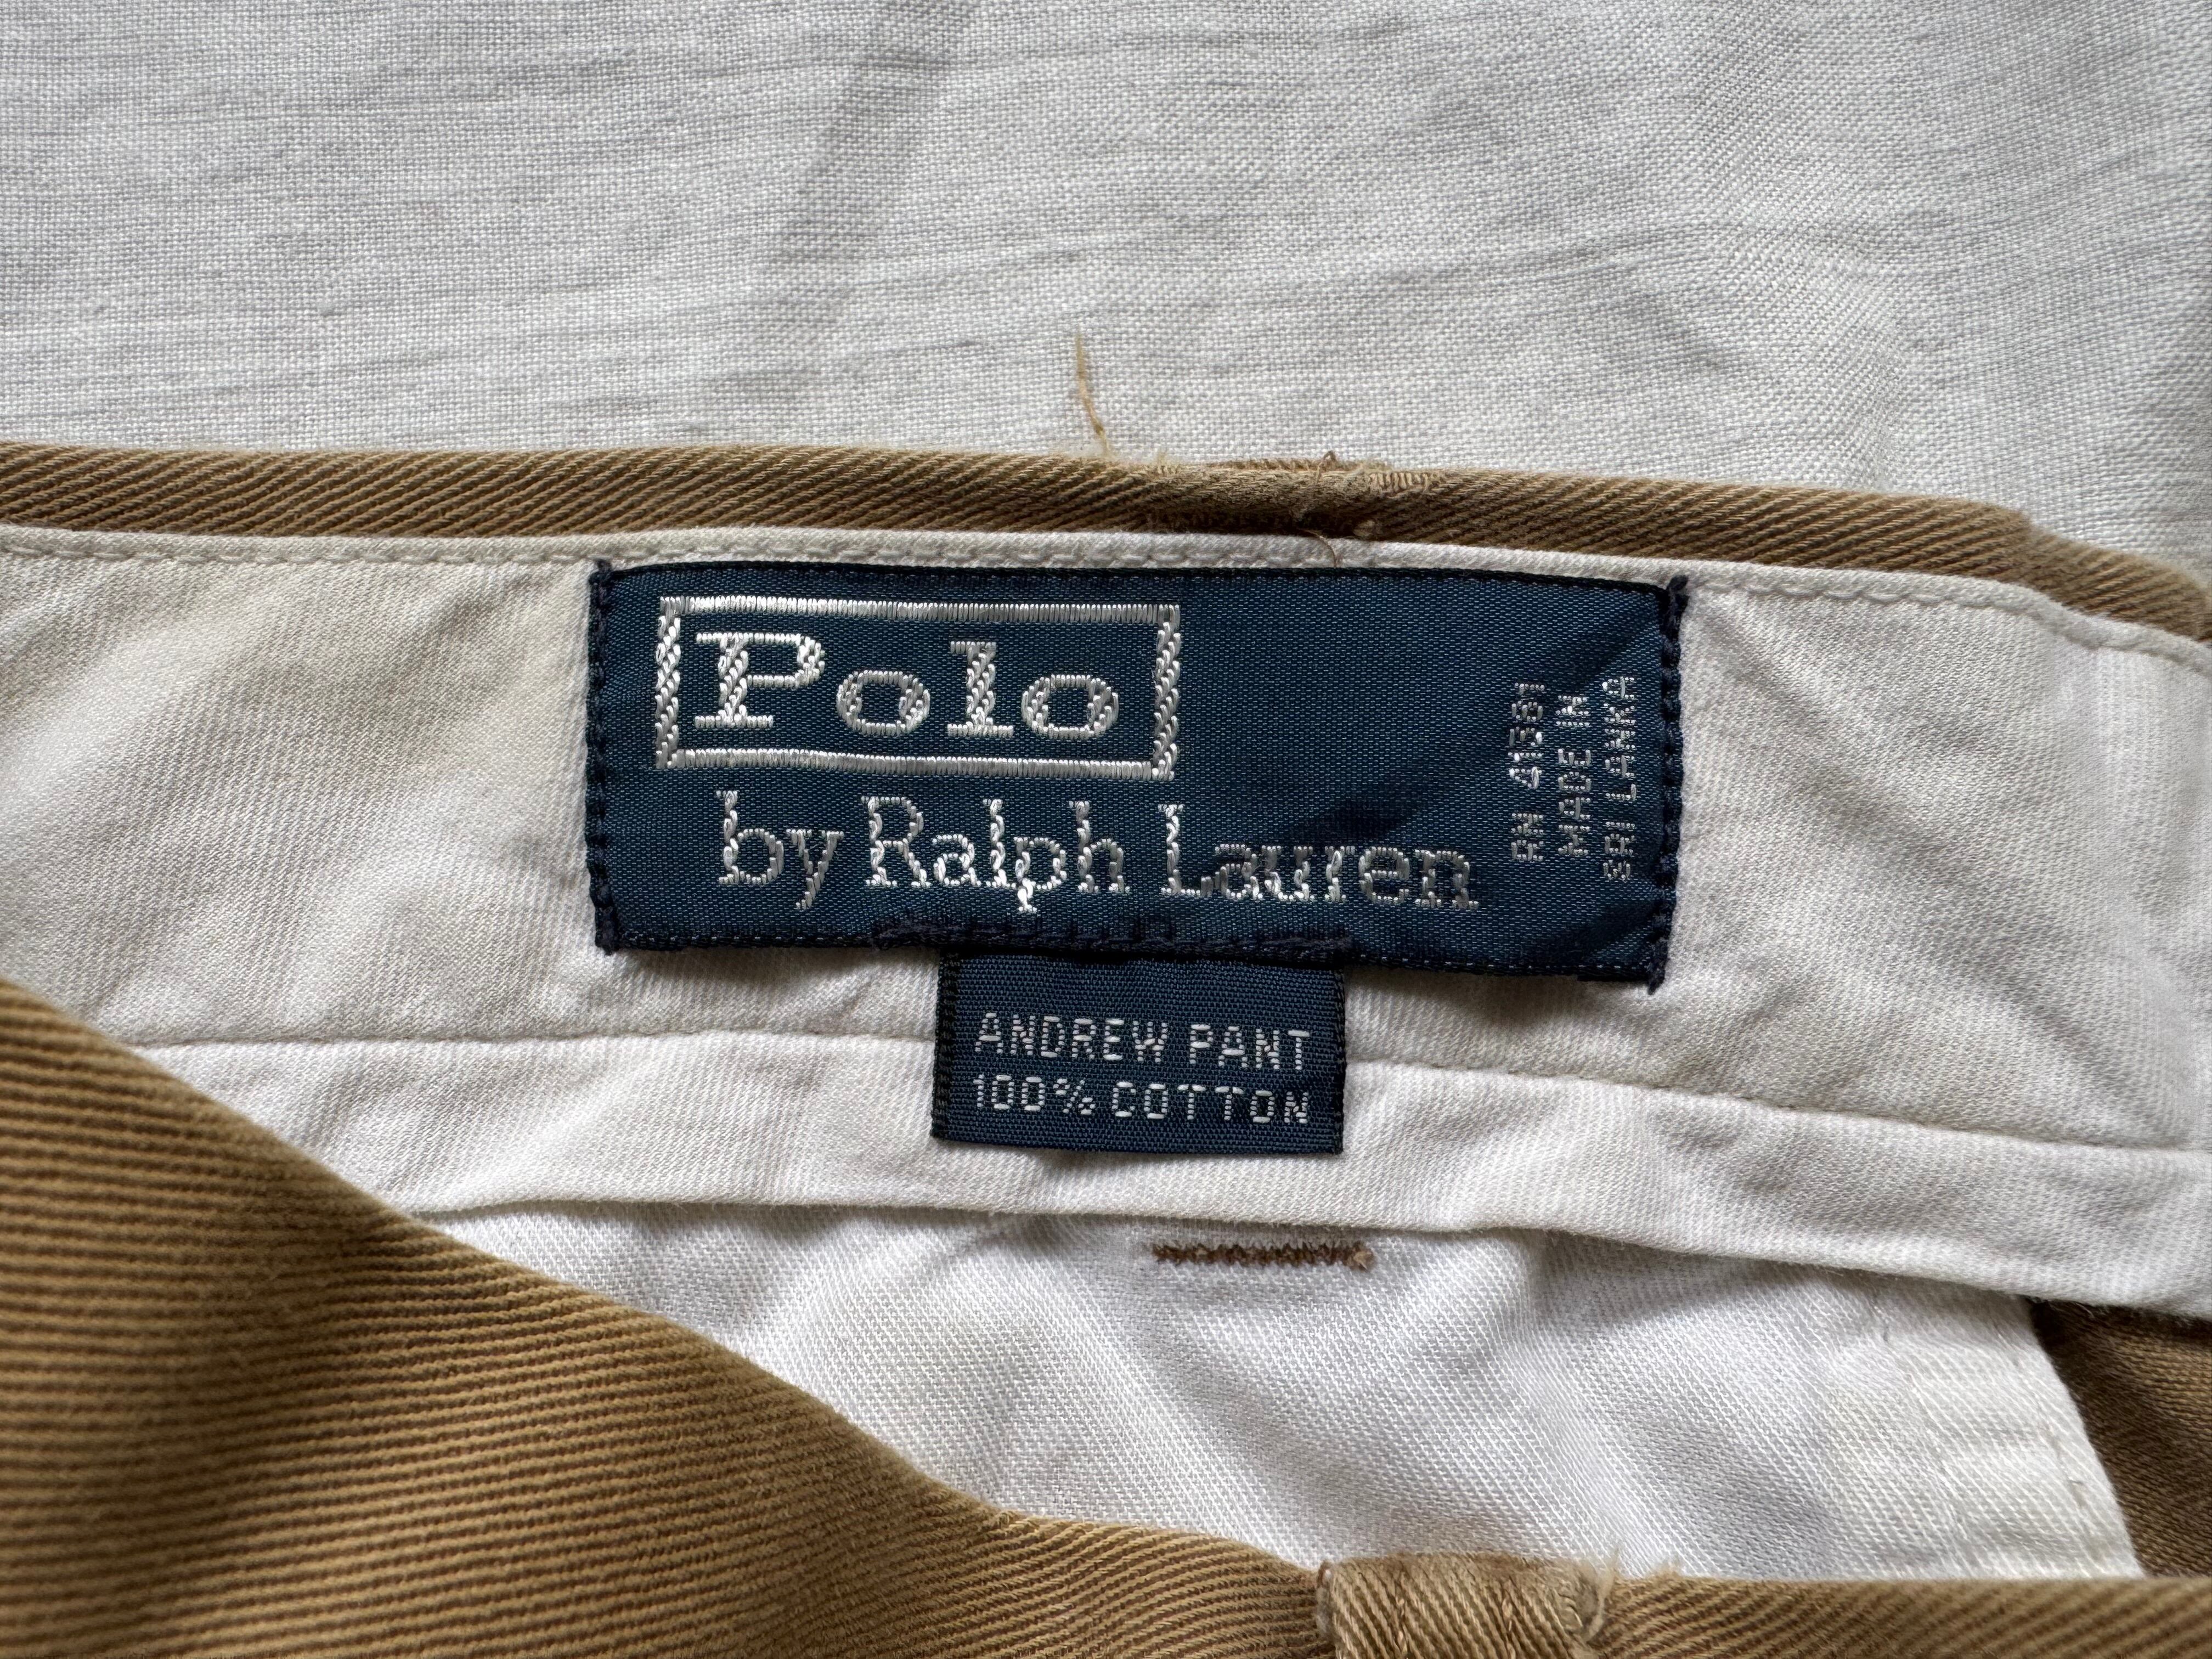 Polo
by Ralph Lauren
RN 41381
MADE IN
SRI LANKA
ANDREW PANT
100% COTTON